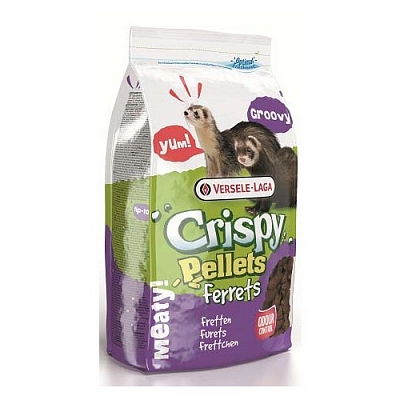 GROOVY
YUM!
VERSELE-LAGA
Crispy
Pellets
Ferrets
Meaty!
Fretten
Furets
Frettchen
ODOUR
CONTROL